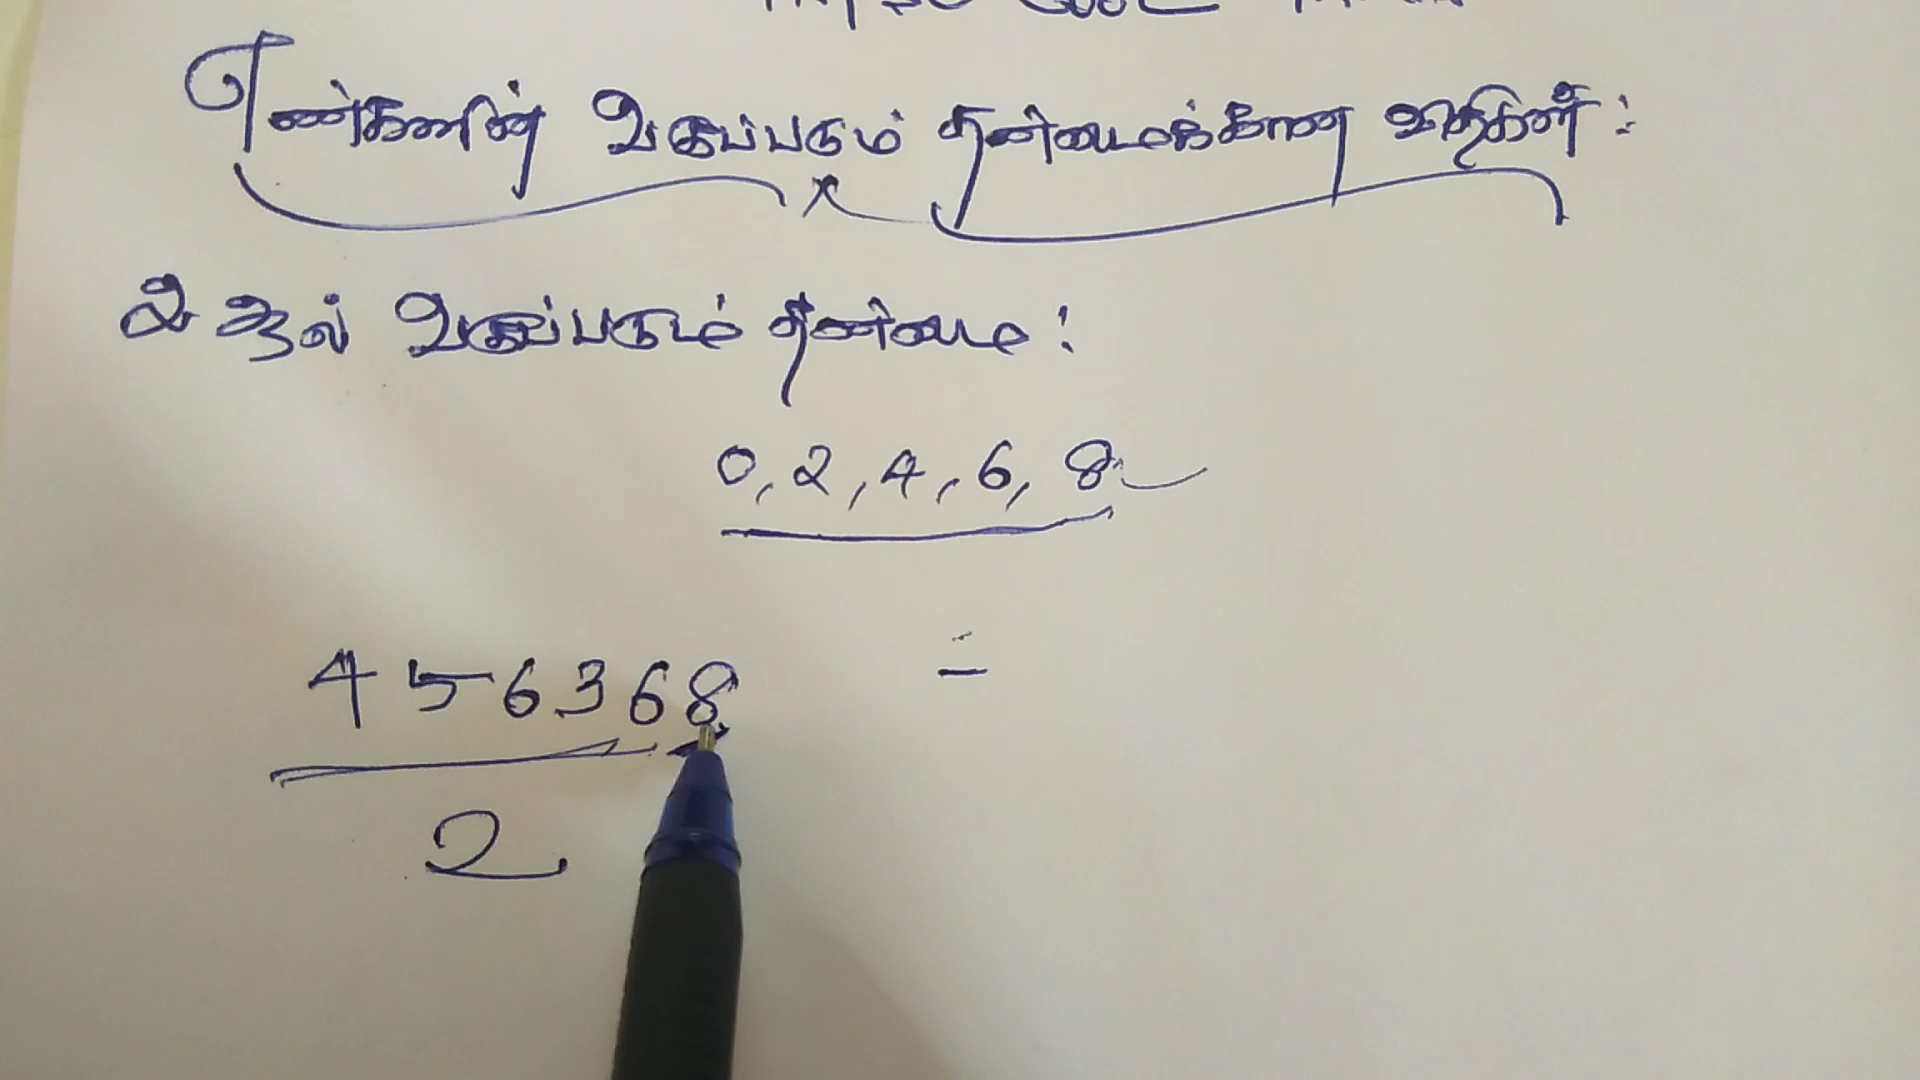 எண்களின் வகுப்படும் தன்மைக்கான விதிகள் :
2 ஆல் வகுப்படும் தன்மை :
0, 2, 4, 6, 8
456368
2